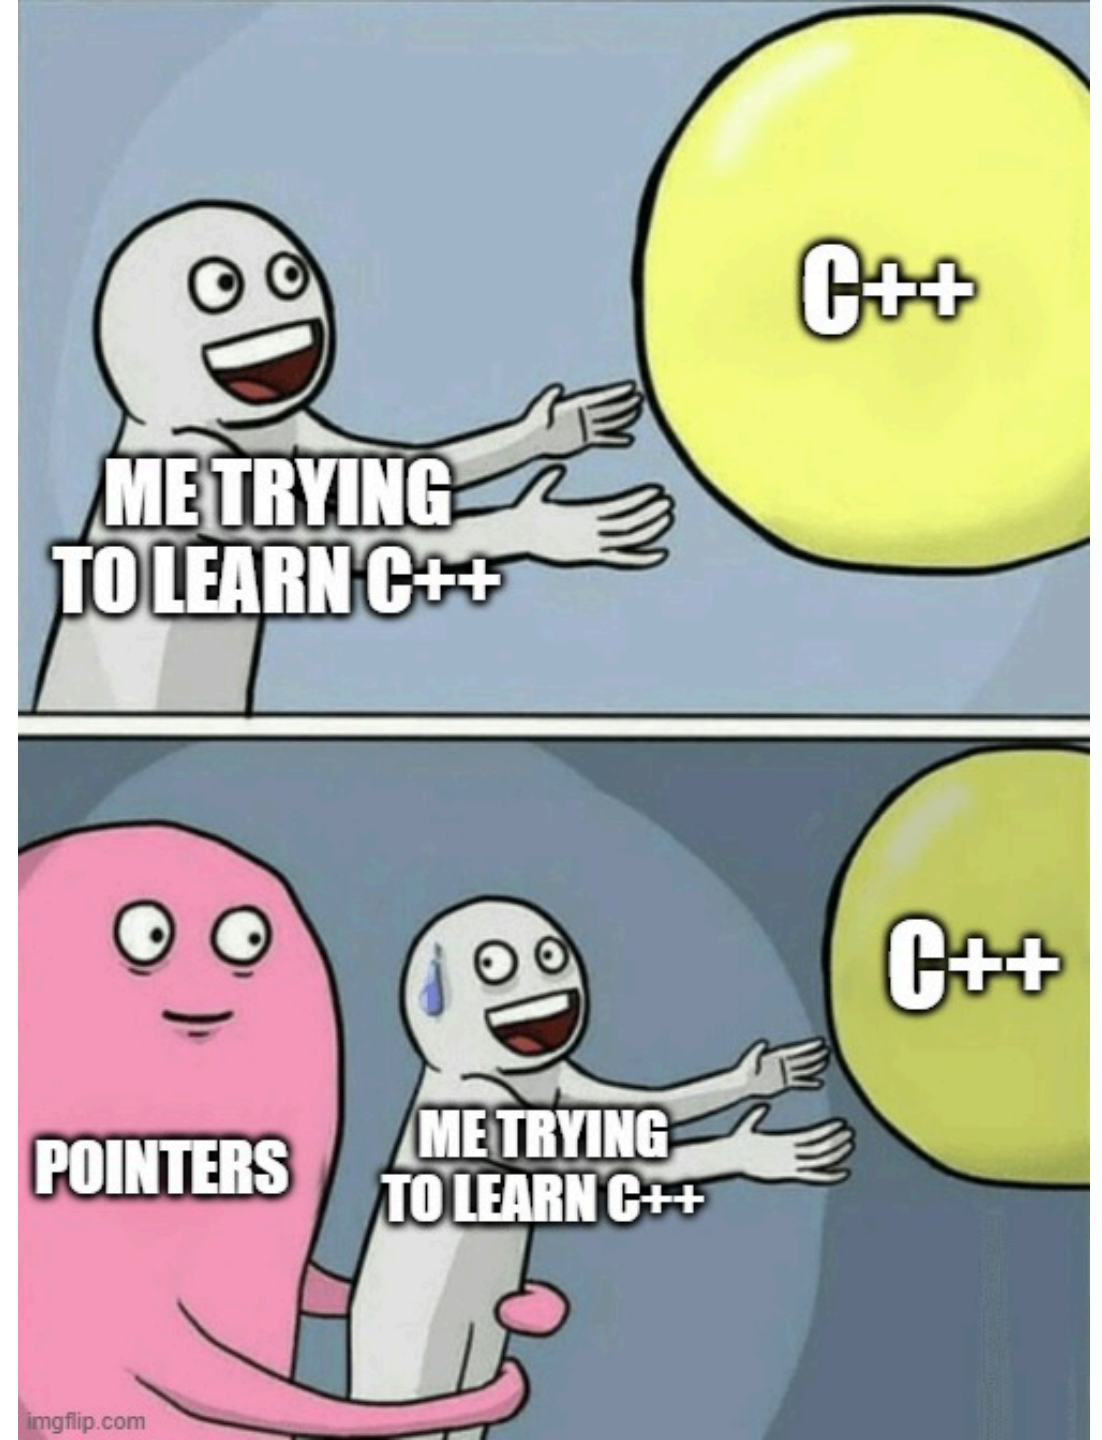 C++
ME TRYING
TO LEARN C++
C++
ME TRYING
TO LEARN C++
POINTERS
imgflip.com